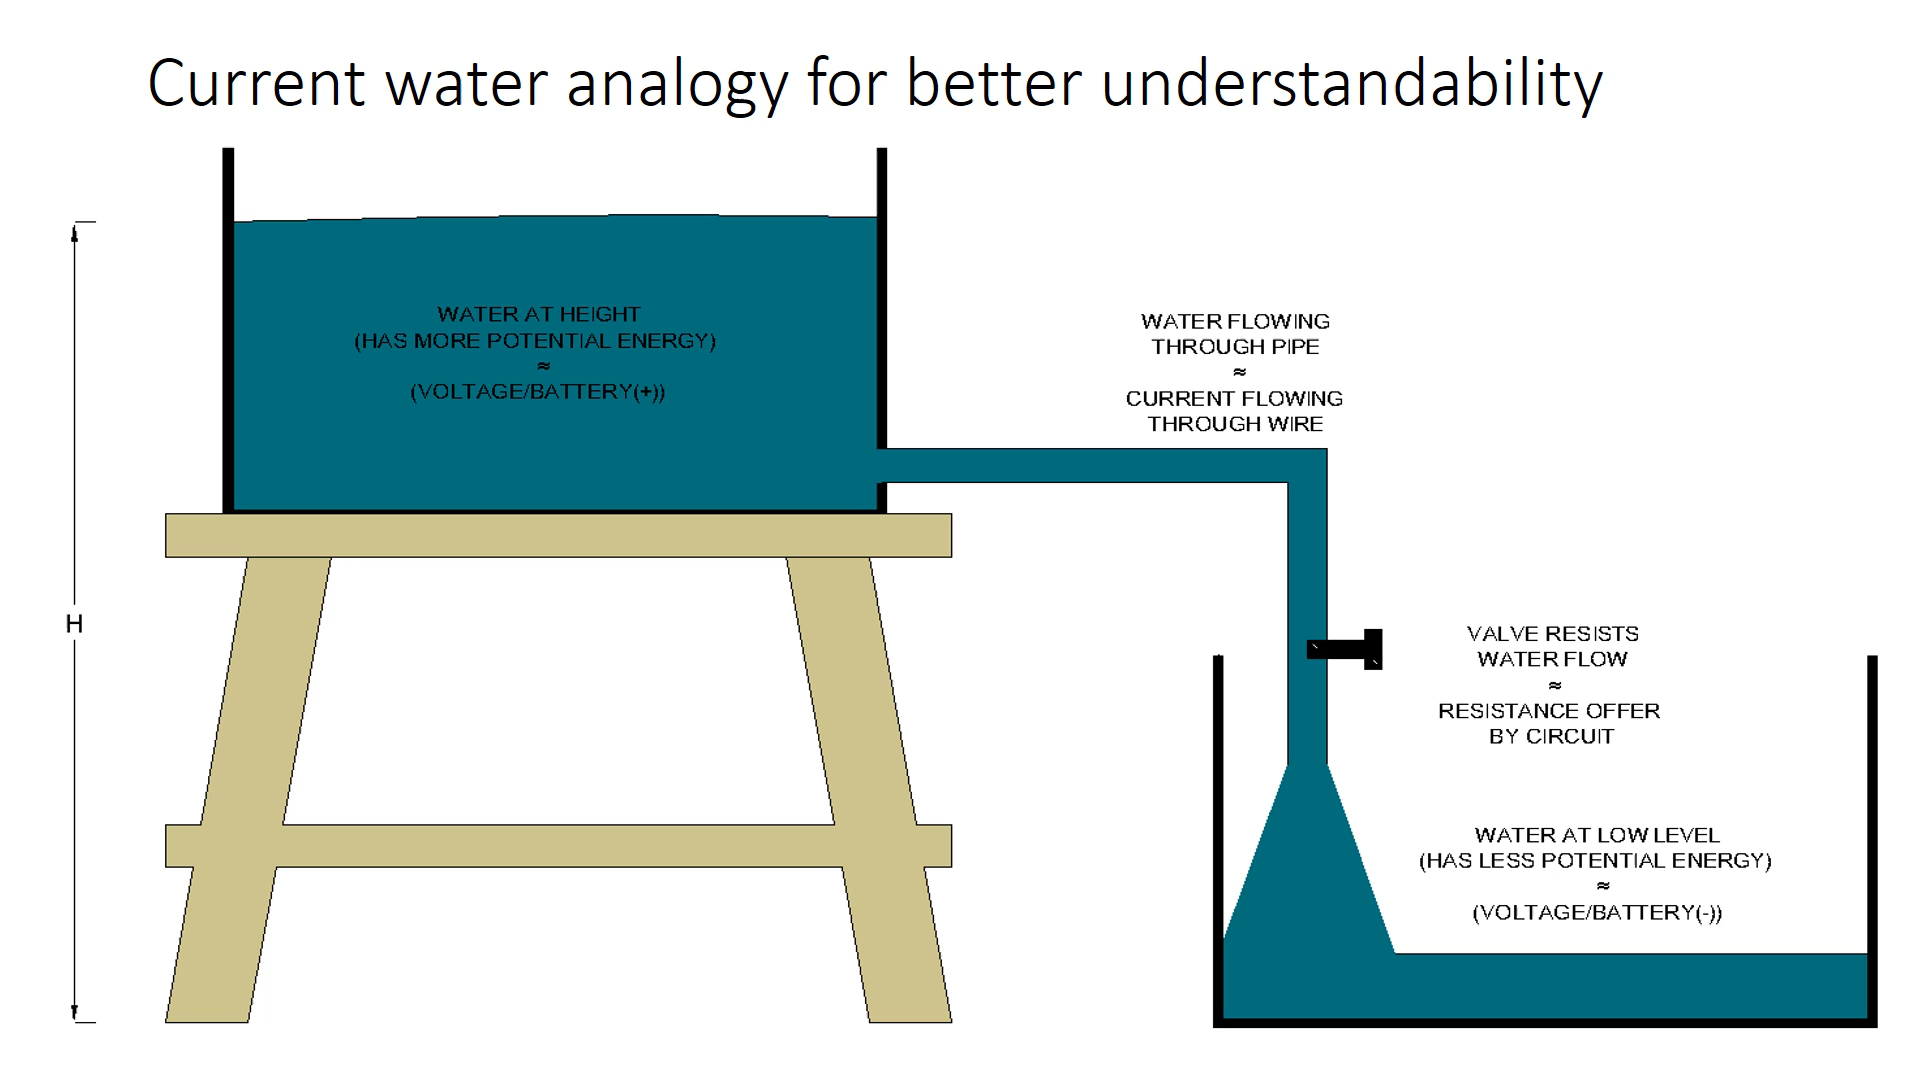 Current water analogy for better understandability
WATER AT HEIGHT
(HAS MORE POTENTIAL ENERGY)
≈
(VOLTAGE/BATTERY(+))
WATER FLOWING
THROUGH PIPE
≈
CURRENT FLOWING
THROUGH WIRE
H
VALVE RESISTS
WATER FLOW
≈
RESISTANCE OFFER
BY CIRCUIT
WATER AT LOW LEVEL
(HAS LESS POTENTIAL ENERGY)
≈
(VOLTAGE/BATTERY(-))